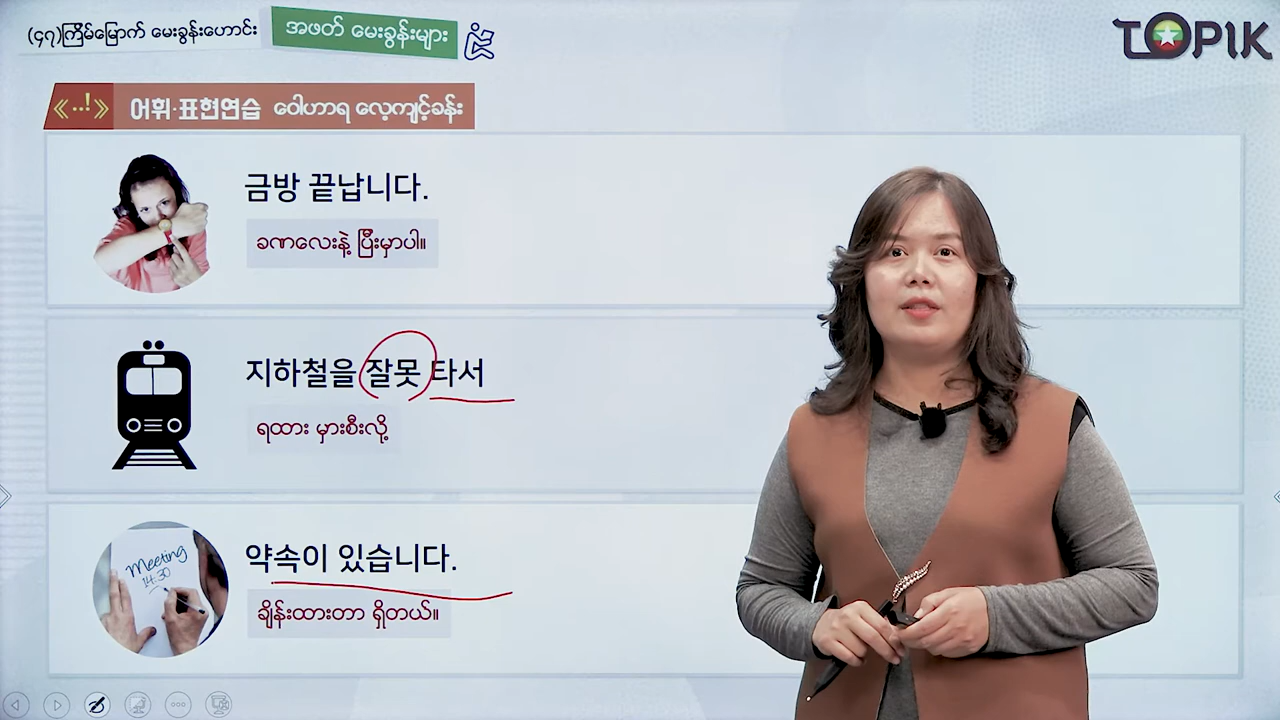 (၄၇)ကြိမ်မြောက် မေးခွန်းဟောင်း
အဖတ် မေးခွန်းများ
TOPIK
어휘·표현연습 ဝေါဟာရ လေ့ကျင့်ခန်း
금방 끝납니다.
ခဏလေးနဲ့ ပြီးမှာပါ။
지하철을 잘못 타서
ရထား မှားစီးလို့
Meeting
14:30
약속이 있습니다.
ချိန်းထားတာ ရှိတယ်။